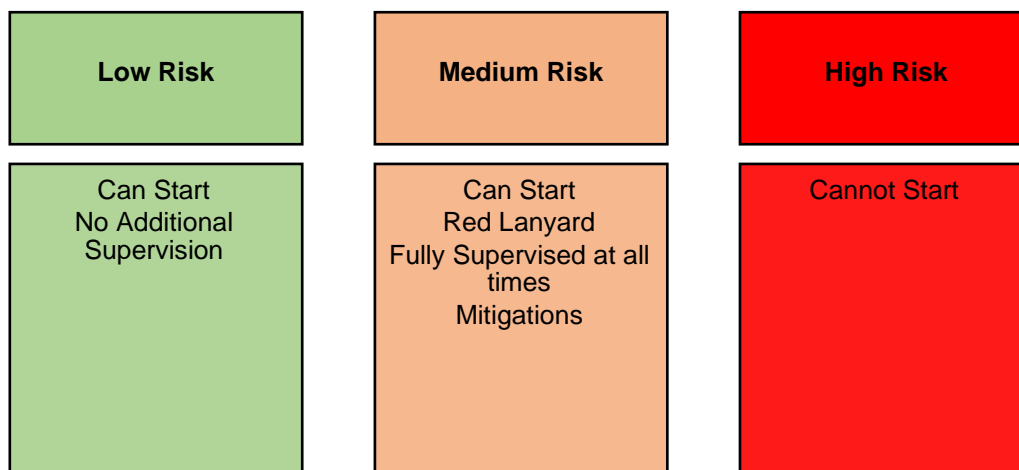 Low Risk
Medium Risk
High Risk
Can Start
No Additional
Supervision
Can Start
Red Lanyard
Fully Supervised at all
times
Mitigations
Cannot Start